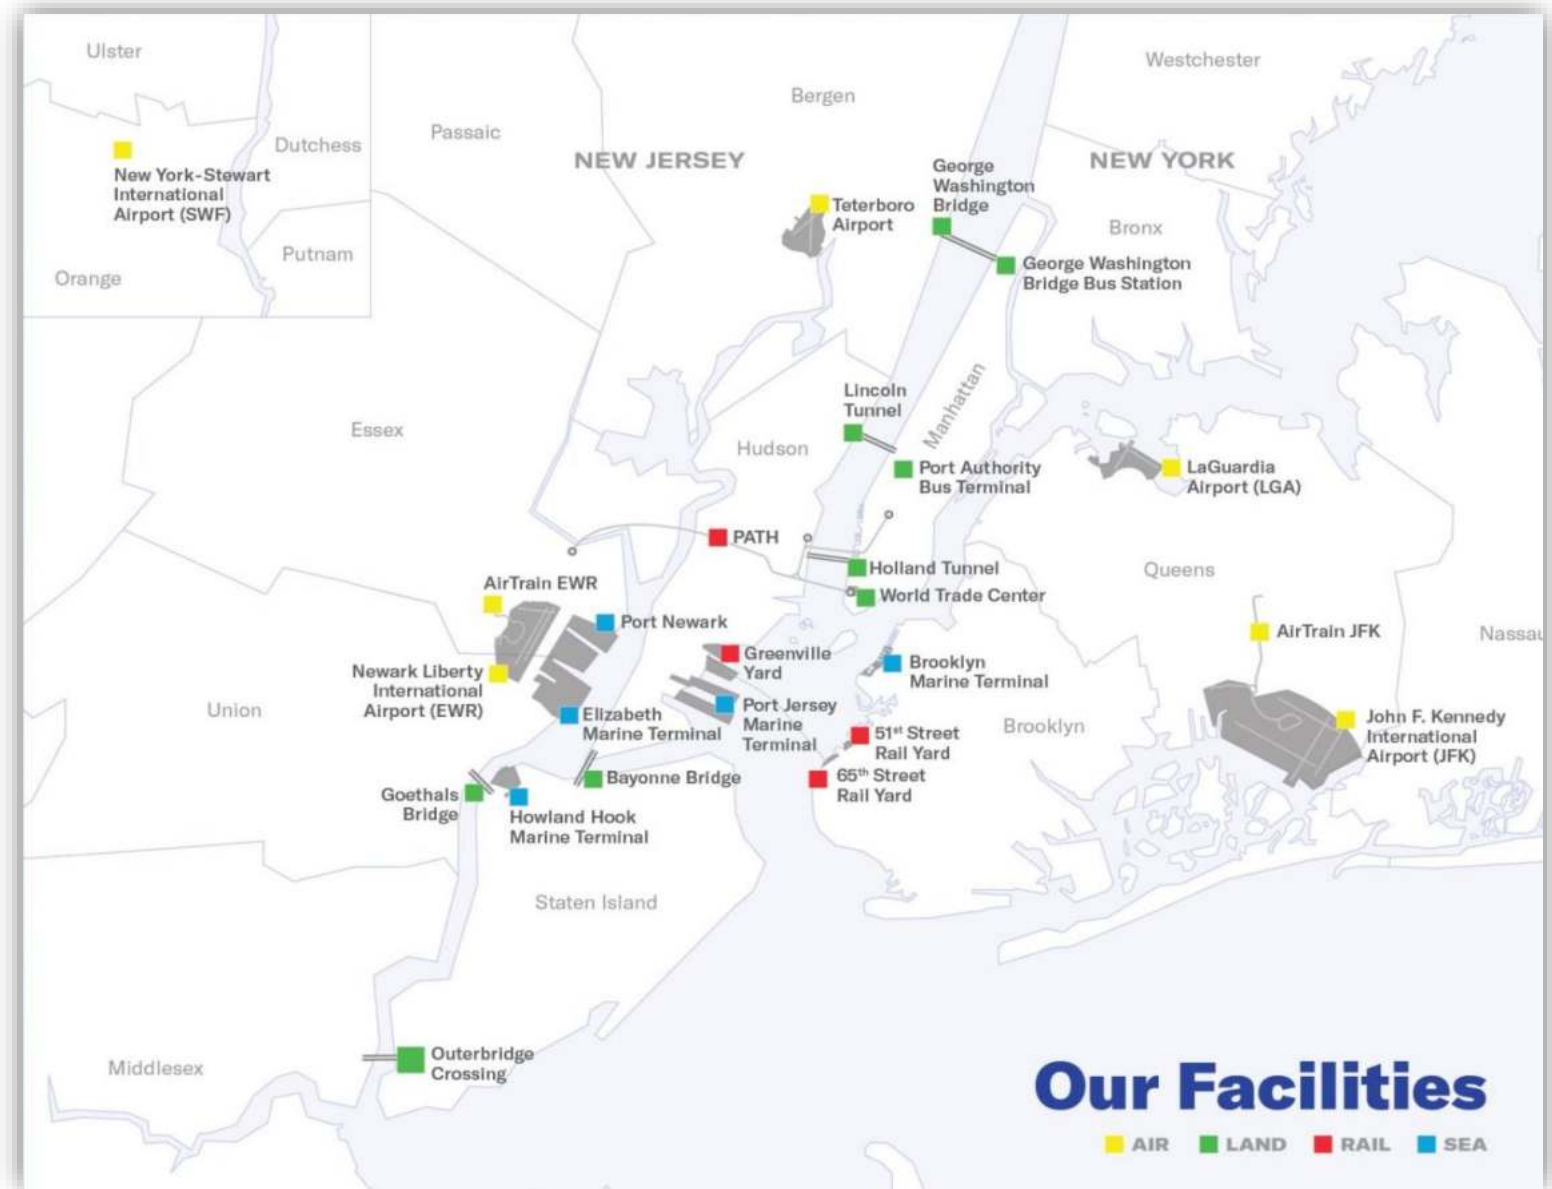 Ulster
Westchester
Bergen
Passaic
Dutchess
NEW JERSEY
NEW YORK
New York-Stewart
International
Airport (SWF)
George
Washington
Bridge
Teterboro
Airport
Bronx
Putnam
Orange
George Washington
Bridge Bus Station
Lincoln
Tunnel
Manhattan
Essex
Hudson
Port Authority
Bus Terminal
LaGuardia
Airport (LGA)
PATH
Holland Tunnel
Queens
AirTrain EWR
World Trade Center
Port Newark
AirTrain JFK
Nassau
Greenville
Yard
Brooklyn
Marine Terminal
Newark Liberty
International
Airport (EWR)
Union
Elizabeth
Marine Terminal
Port Jersey
Marine
Terminal
51st Street
Rail Yard
Brooklyn
John F. Kennedy
International
Airport (JFK)
Bayonne Bridge
65th Street
Rail Yard
Goethals
Bridge
Howland Hook
Marine Terminal
Staten Island
Outerbridge
Crossing
Middlesex
Our Facilities
AIR
LAND
RAIL
SEA